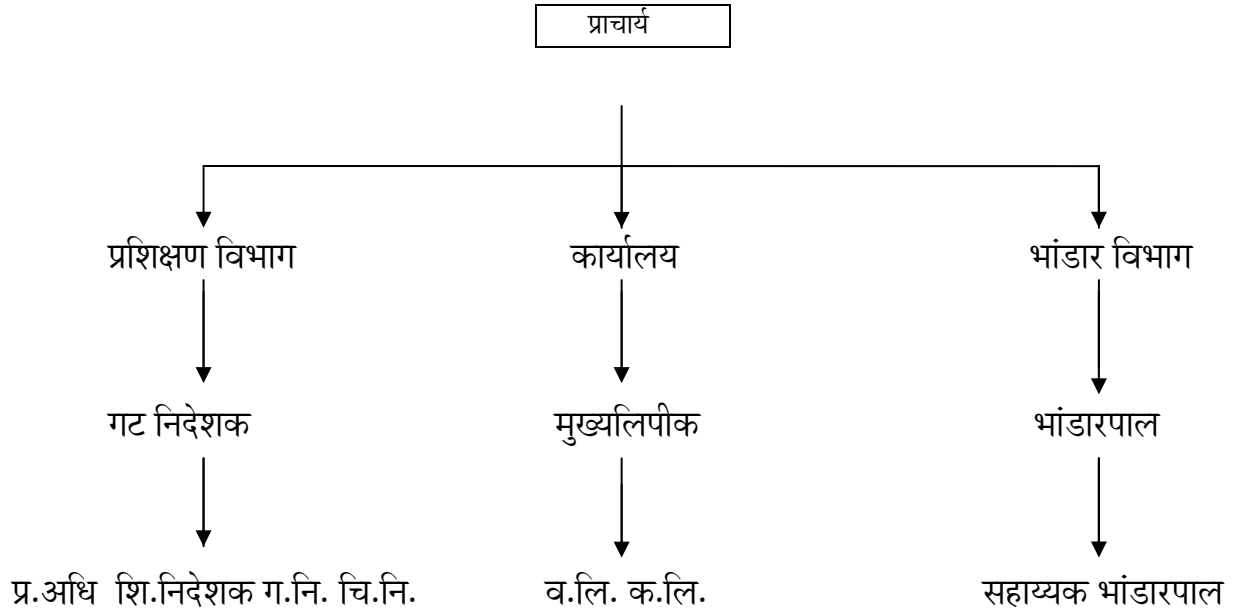 प्राचार्य
प्रशिक्षण विभाग कार्यालय भांडार विभाग
गट निदेशक मुख्यलिपीक भांडारपाल
प्र.अधि शि.निदेशक ग.नि. चि.नि. व.लि. क.लि. सहाय्यक भांडारपाल